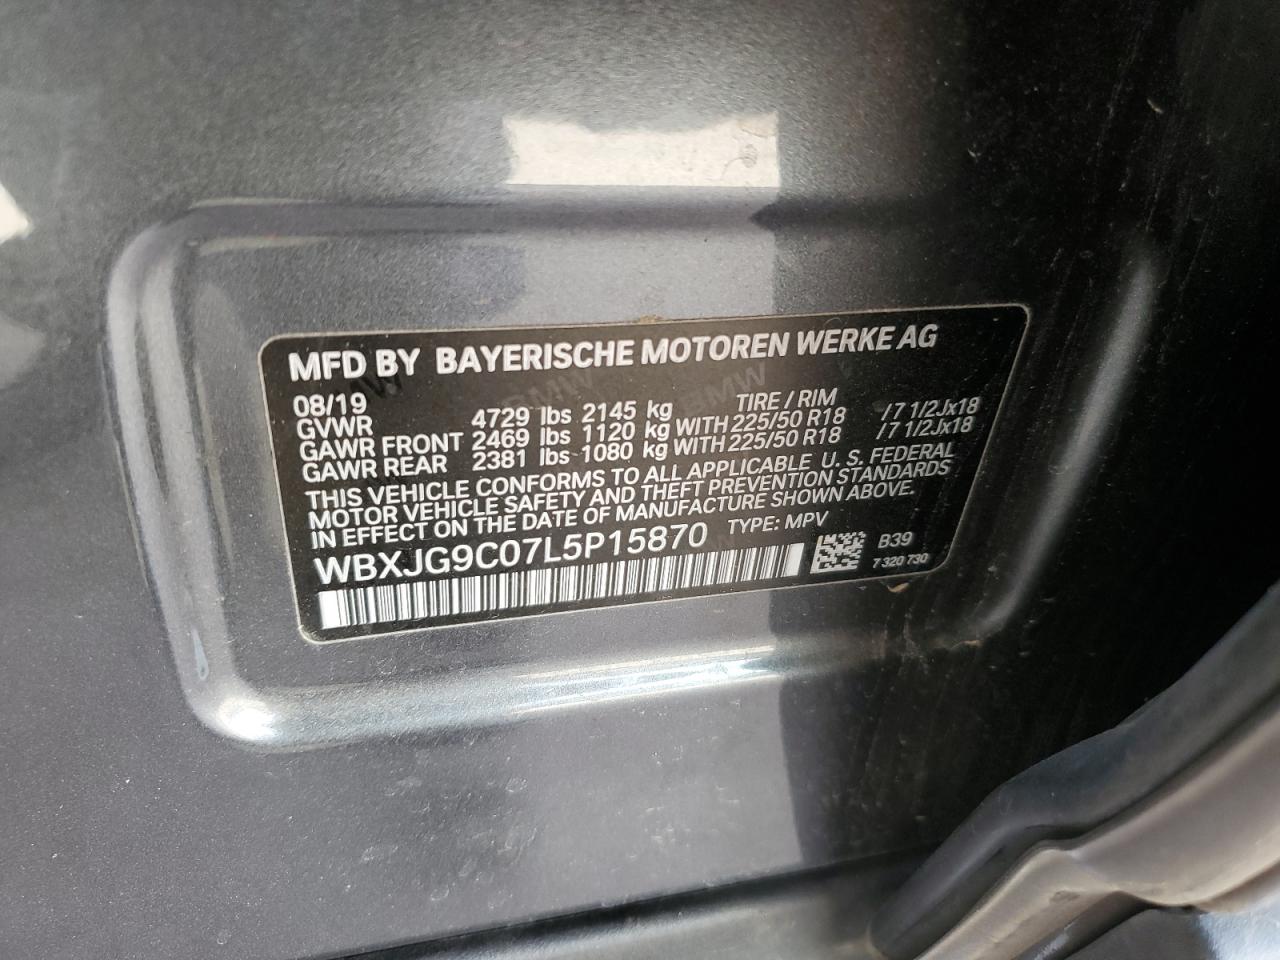 MFD BY BAYERISCHE MOTOREN WERKE AG
08/19 TIRE / RIM
GVWR 4729 lbs 2145 kg WITH 225/50 R18 /7 1/2Jx18
GAWR FRONT 2469 lbs 1120 kg WITH 225/50 R18 /7 1/2Jx18
GAWR REAR 2381 lbs 1080 kg
THIS VEHICLE CONFORMS TO ALL APPLICABLE U. S. FEDERAL
MOTOR VEHICLE SAFETY AND THEFT PREVENTION STANDARDS
IN EFFECT ON THE DATE OF MANUFACTURE SHOWN ABOVE.
WBXJG9C07L5P15870 TYPE: MPV
B39
7 320 730